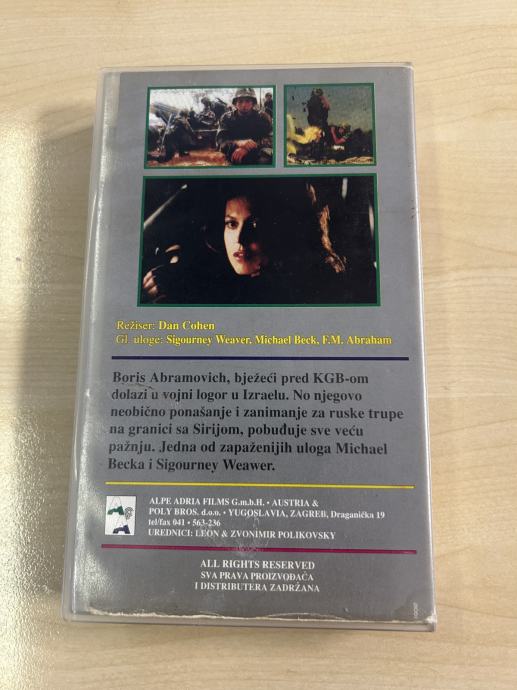 Režiser: Dan Cohen
Gl. uloge: Sigourney Weaver, Michael Beck, F.M. Abraham
Boris Abramovich, bježeći pred KGB-om
dolazi u vojni logor u Izraelu. No njegovo
neobično ponašanje i zanimanje za ruske trupe
na granici sa Sirijom, pobuđuje sve veću
pažnju. Jedna od zapaženijih uloga Michael
Becka i Sigourney Weawer.
ALPE ADRIA FILMS G.m.b.H. • AUSTRIA &
POLY BROS. d.o.o. • YUGOSLAVIA, ZAGREB, Draganička 19
tel/fax 041 • 563-236
UREDNICI: LEON & ZVONIMIR POLIKOVSKY
ALL RIGHTS RESERVED
SVA PRAVA PROIZVOĐAČA
I DISTRIBUTERA ZADRŽANA